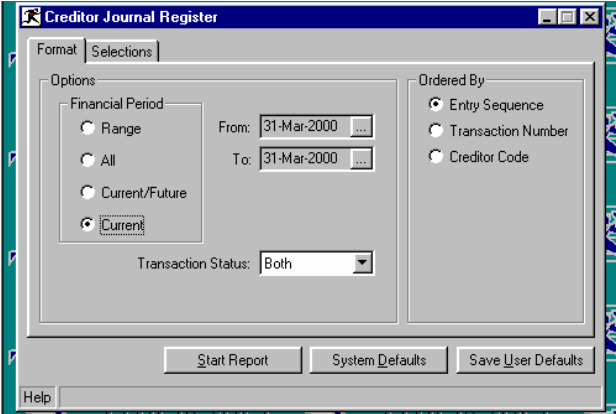 Creditor Journal Register
Format Selections
Options
Financial Period
Range
All
Current/Future
Current
From: 31-Mar-2000 ...
To: 31-Mar-2000 ...
Transaction Status: Both
Ordered By
Entry Sequence
Transaction Number
Creditor Code
Start Report System Defaults Save User Defaults
Help